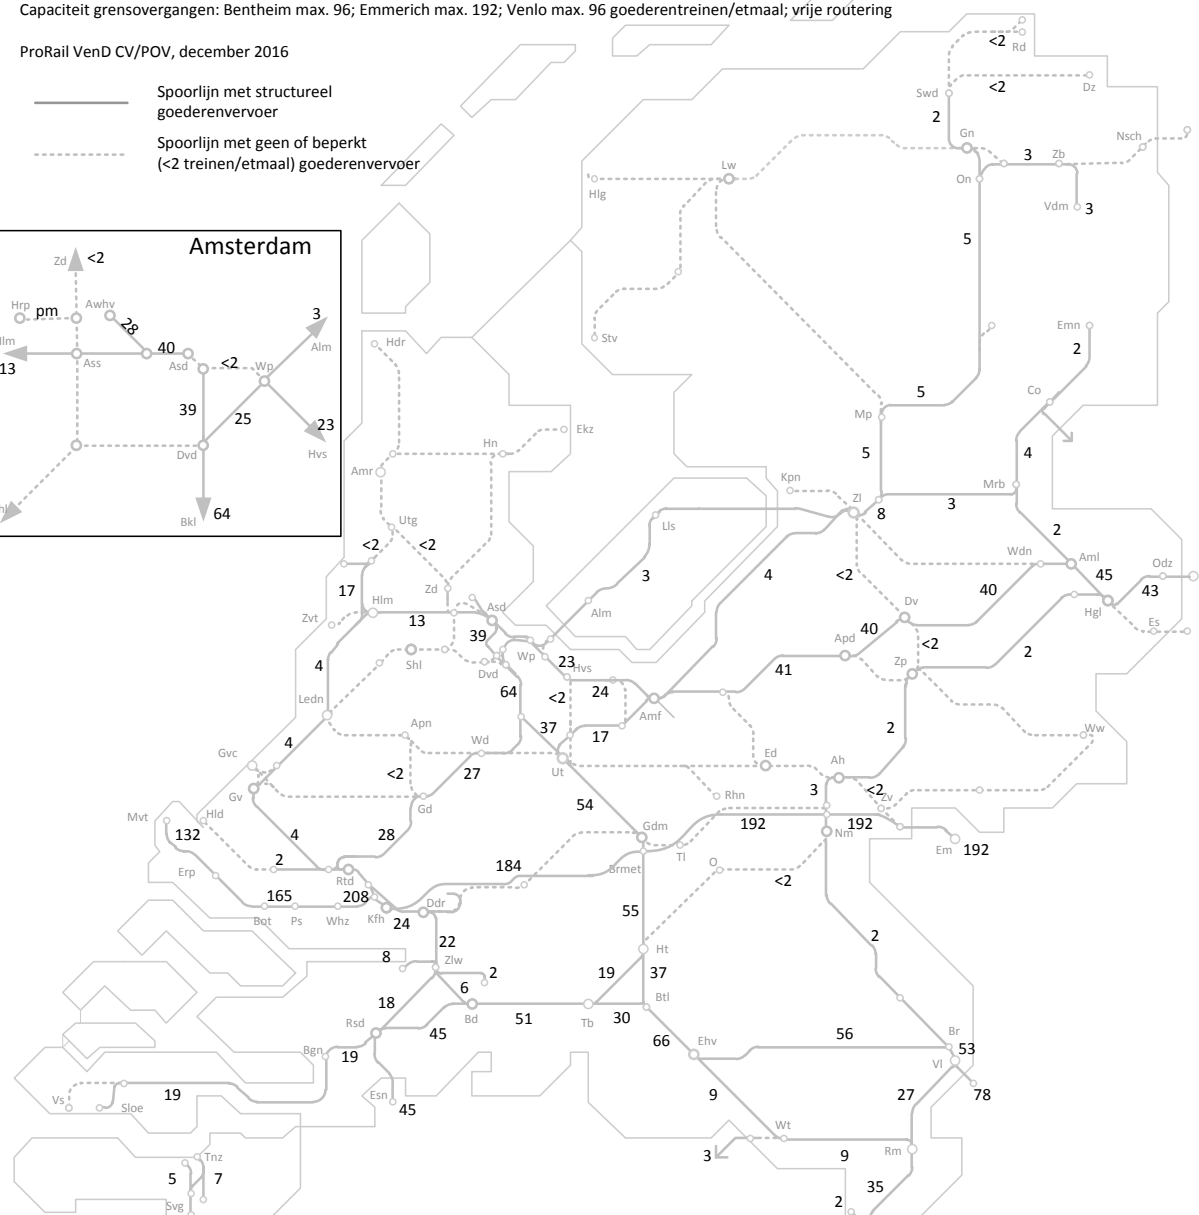 Capaciteit grensovergangen: Bentheim max. 96; Emmerich max. 192; Venlo max. 96 goederentreinen/etmaal; vrije routering
ProRail VenD CV/POV, december 2016
Spoorlijn met structureel
goederenvervoer
Spoorlijn met geen of beperkt
(<2 treinen/etmaal) goederenvervoer
Amsterdam
Zd <2
Hrp pm Awhv
28
3
Alm
13
Ass
40
Asd
<2
Wp
39
25
23
Hvs
Dvd
Bkl
64
<2
Rd
<2
Dz
Swd
2
Gn
Nsch
3
Zb
On
Vdm 3
Lw
Hlg
5
Stv
Emn
2
Hdr
Co
5
Mp
Ekz
Hn
5
4
Amr
Kpn
Mrb
Zl
8
3
Lls
Utg
<2
<2
2
Wdn
Aml
Odz
<2
4
3
45
43
17
Zd
40
Hlm
Asd
Alm
Dv
Hgl
Zvt
13
39
Apd
40
Es
<2
2
Wp
23
Shl
Dvd
Hvs
41
Zp
4
64
<2
24
Ledn
Amf
Apn
37
17
2
Ww
4
Gvc
Wd
Ut
Ed
Ah
<2
27
3
<2
Zv
Gv
Gd
Rhn
Mvt
Hld
54
132
4
28
Gdm
192
192
Nm
Em 192
Tl
Brmet
O
184
2
Rtd
Erp
<2
165
208
Ddr
Bot
Ps
Whz
Kfh
24
55
22
2
Ht
8
Zlw
2
19
37
6
18
Btl
Bd
51
Tb
30
Rsd
45
66
56
Br
53
Bgn
19
Ehv
Vl
78
19
Vs
Sloe
Esn
45
9
27
Wt
Tnz
3
9
Rm
5
7
35
Svg
2